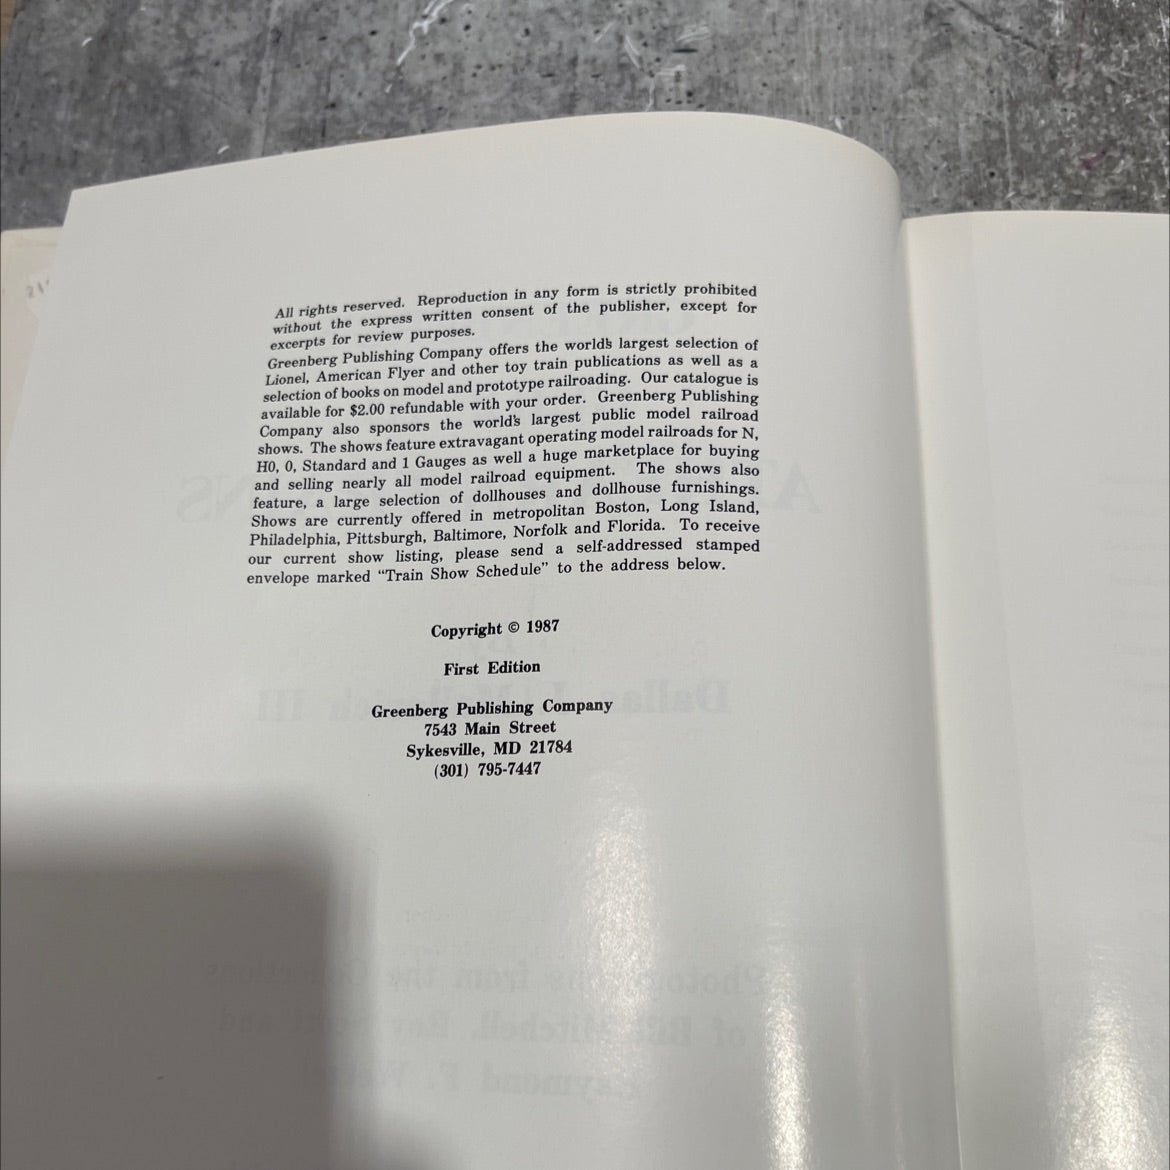 All rights reserved. Reproduction in any form is strictly prohibited
without the express written consent of the publisher, except for
excerpts for review purposes.
Greenberg Publishing Company offers the world's largest selection of
Lionel, American Flyer and other toy train publications as well as a
selection of books on model and prototype railroading. Our catalogue is
available for $2.00 refundable with your order. Greenberg Publishing
Company also sponsors the world's largest public model railroad
shows. The shows feature extravagant operating model railroads for N,
H0, 0, Standard and 1 Gauges as well a huge marketplace for buying
and selling nearly all model railroad equipment. The shows also
feature, a large selection of dollhouses and dollhouse furnishings.
Shows are currently offered in metropolitan Boston, Long Island,
Philadelphia, Pittsburgh, Baltimore, Norfolk and Florida. To receive
our current show listing, please send a self-addressed stamped
envelope marked “Train Show Schedule” to the address below.
Copyright © 1987
First Edition
Greenberg Publishing Company
7543 Main Street
Sykesville, MD 21784
(301) 795-7447